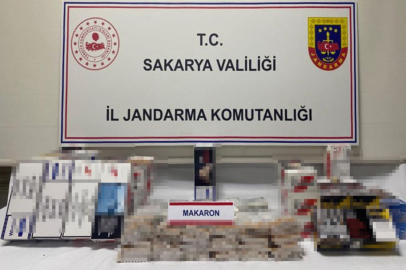 T.C.
SAKARYA VALİLİĞİ
İL JANDARMA KOMUTANLIĞI
MAKARON